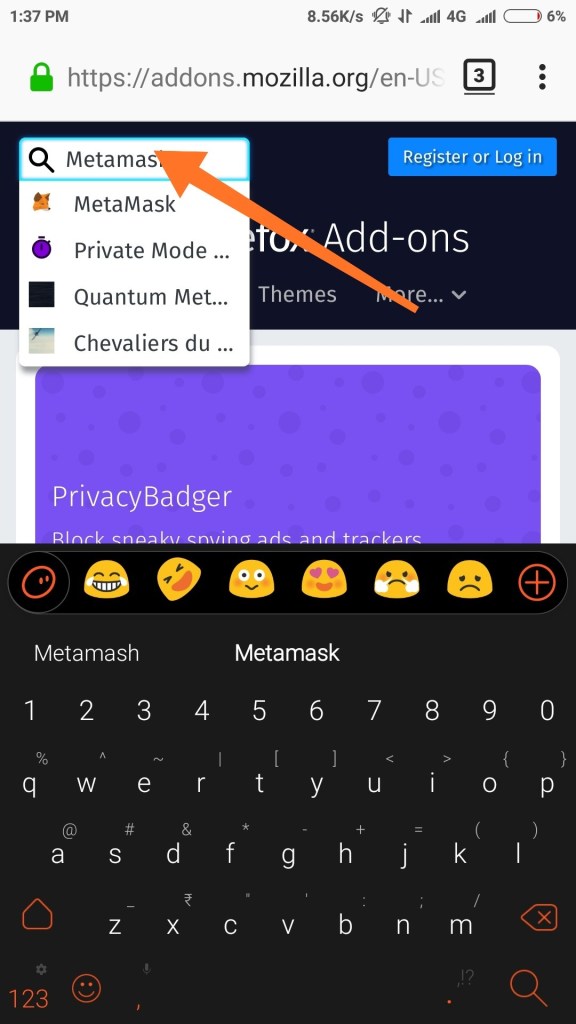 1:37 PM 8.56K/s 4G 6%
https://addons.mozilla.org/en-US 3
Metamas
Register or Log in
MetaMask
Private Mode ...
Quantum Met...
Chevaliers du ...
Add-ons
Themes More...
PrivacyBadger
Block sneaky spying ads and trackers
Metamash Metamask
1 2 3 4 5 6 7 8 9 0
% ^ ~ | [ ] < > { }
q w e r t y u i o p
@ # & * - + = ( )
a s d f g h j k l
_ ₹ " ' : ; /
z x c v b n m
,!?
123 , .